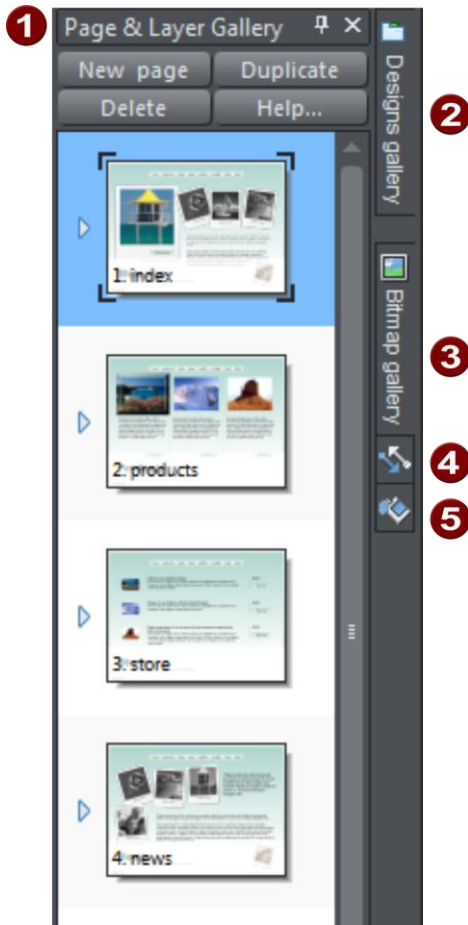 1
Page & Layer Gallery
New page
Duplicate
Delete
Help...
1: index
2: products
3: store
4: news
Designs gallery
2
Bitmap gallery
3
4
5